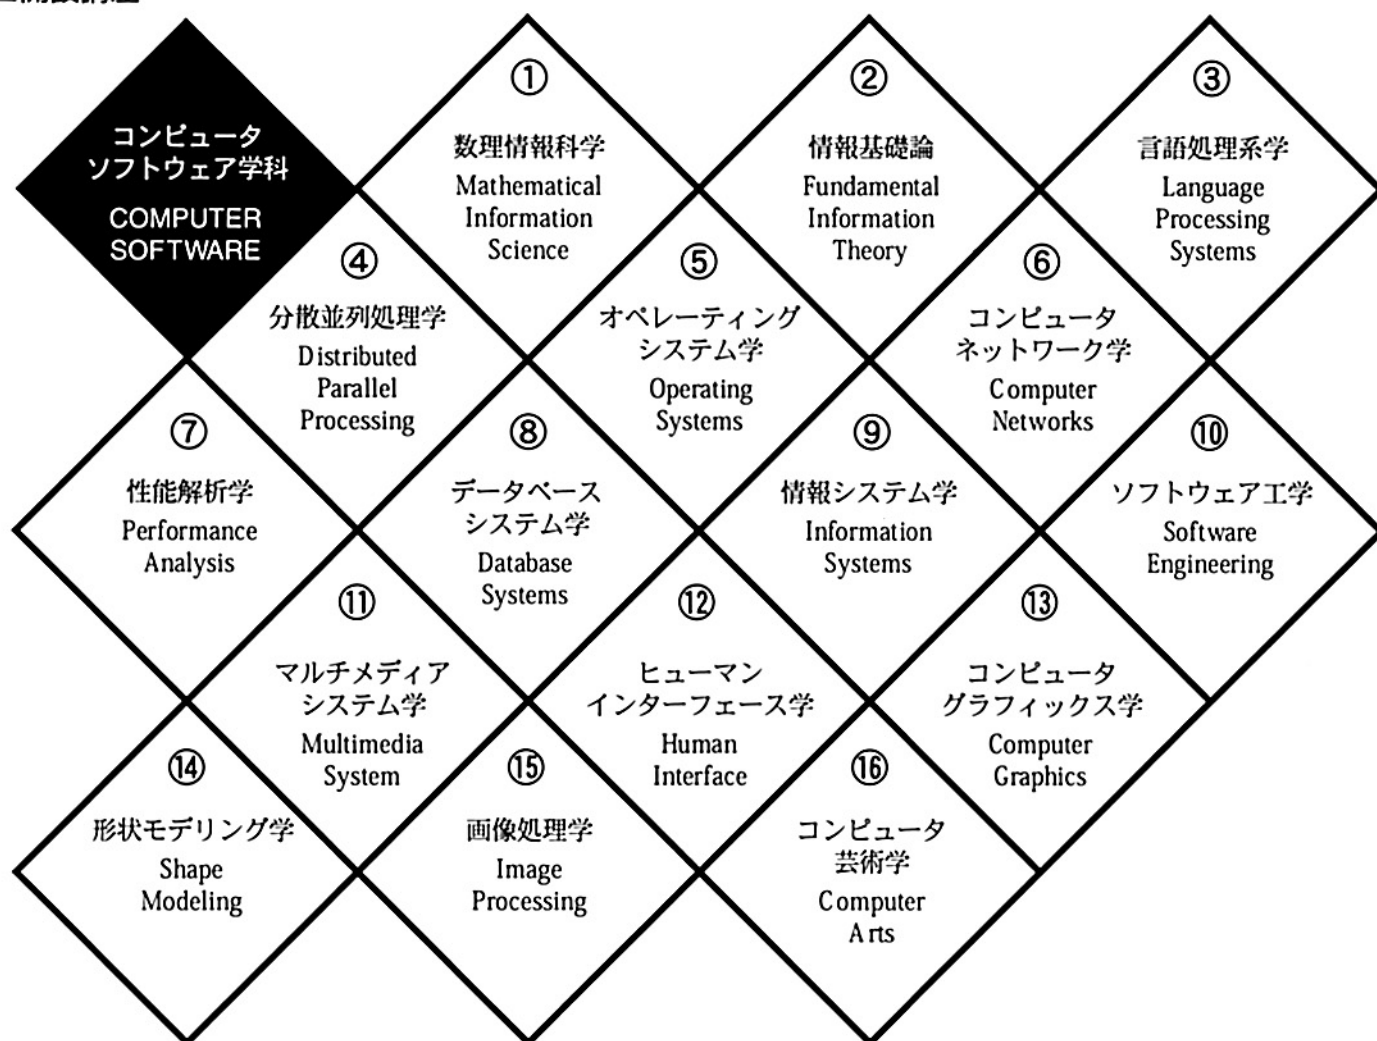 コンピュータ
ソフトウェア学科
COMPUTER
SOFTWARE
①
数理情報科学
Mathematical
Information
Science
②
情報基礎論
Fundamental
Information
Theory
③
言語処理系学
Language
Processing
Systems
④
分散並列処理学
Distributed
Parallel
Processing
⑤
オペレーティング
システム学
Operating
Systems
⑥
コンピュータ
ネットワーク学
Computer
Networks
⑦
性能解析学
Performance
Analysis
⑧
データベース
システム学
Database
Systems
⑨
情報システム学
Information
Systems
⑩
ソフトウェア工学
Software
Engineering
⑪
マルチメディア
システム学
Multimedia
System
⑫
ヒューマン
インターフェース学
Human
Interface
⑬
コンピュータ
グラフィックス学
Computer
Graphics
⑭
形状モデリング学
Shape
Modeling
⑮
画像処理学
Image
Processing
⑯
コンピュータ
芸術学
Computer
Arts